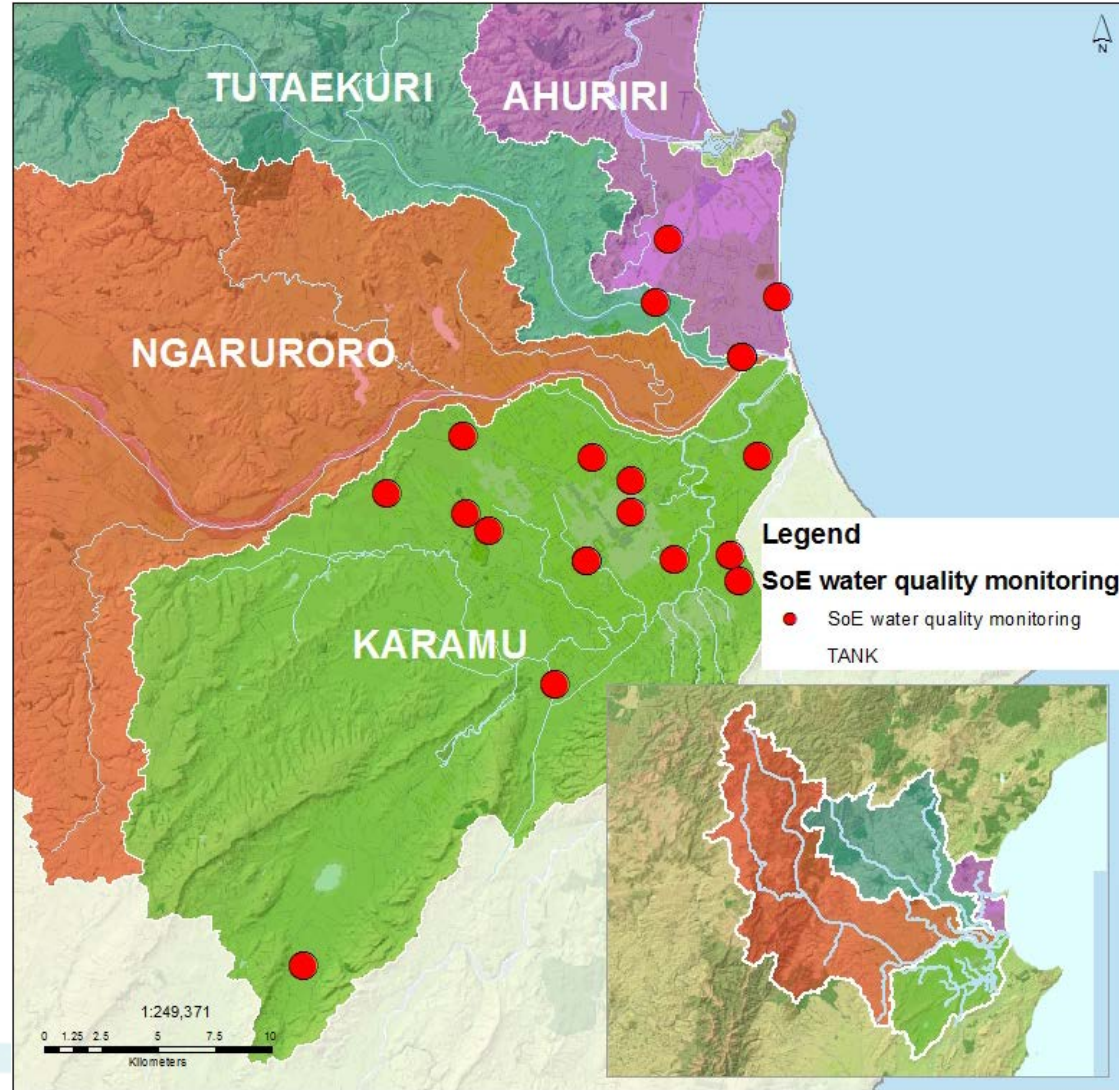 N
TUTAEKURI
AHURIRI
NGARURORO
Legend
SoE water quality monitoring
SoE water quality monitoring
TANK
KARAMU
1:249,371
0 1.25 2.5 5 7.5 10
Kilometers